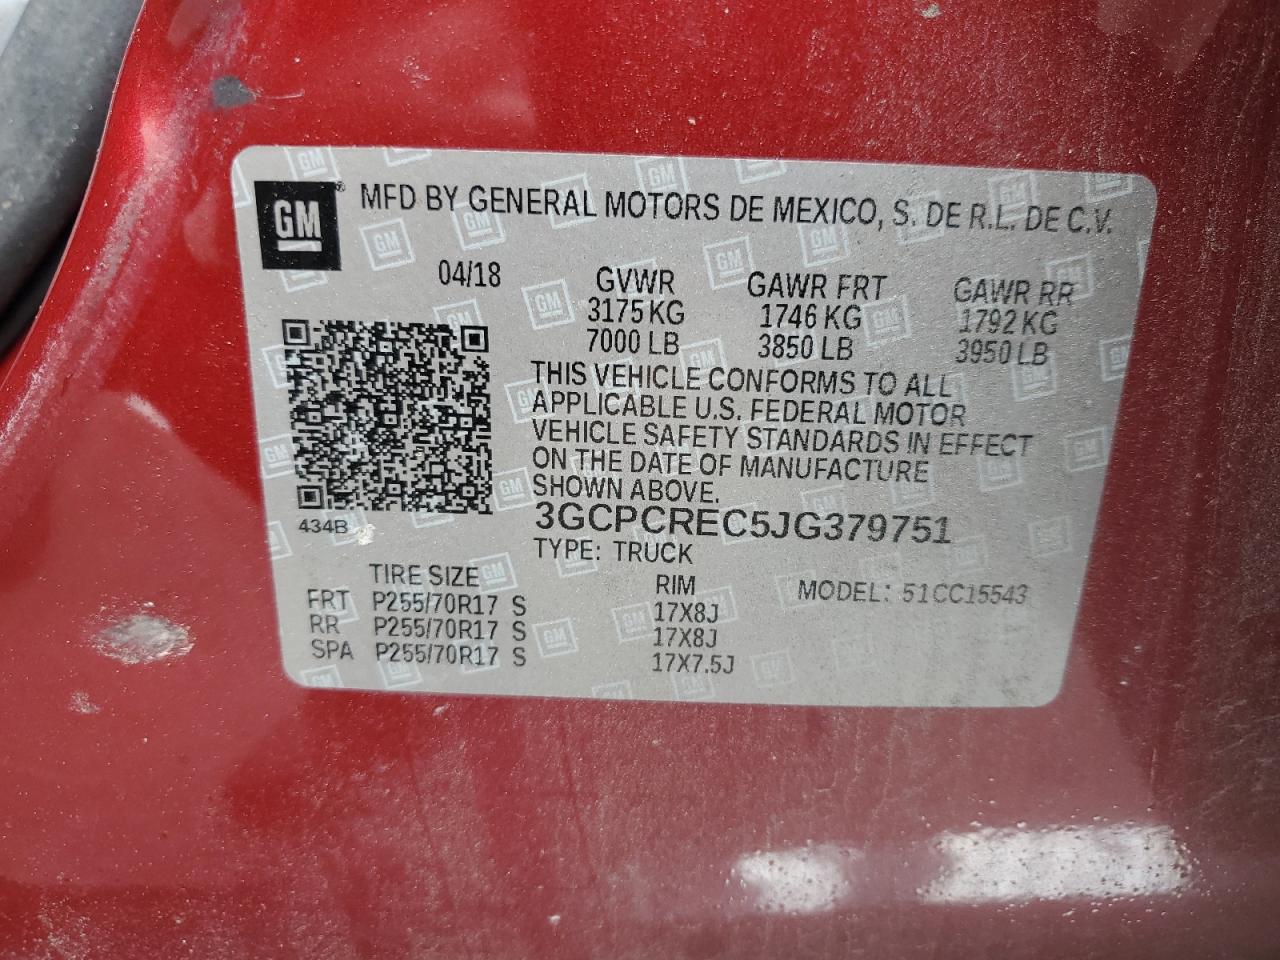 GM® MFD BY GENERAL MOTORS DE MEXICO, S. DE R.L. DE C.V.
04/18 GVWR GAWR FRT GAWR RR
3175 KG 1746 KG 1792 KG
7000 LB 3850 LB 3950 LB
THIS VEHICLE CONFORMS TO ALL
APPLICABLE U.S. FEDERAL MOTOR
VEHICLE SAFETY STANDARDS IN EFFECT
ON THE DATE OF MANUFACTURE
SHOWN ABOVE.
434B 3GCPCREC5JG379751
TYPE: TRUCK
TIRE SIZE RIM MODEL: 51CC15543
FRT P255/70R17 S 17X8J
RR P255/70R17 S 17X8J
SPA P255/70R17 S 17X7.5J